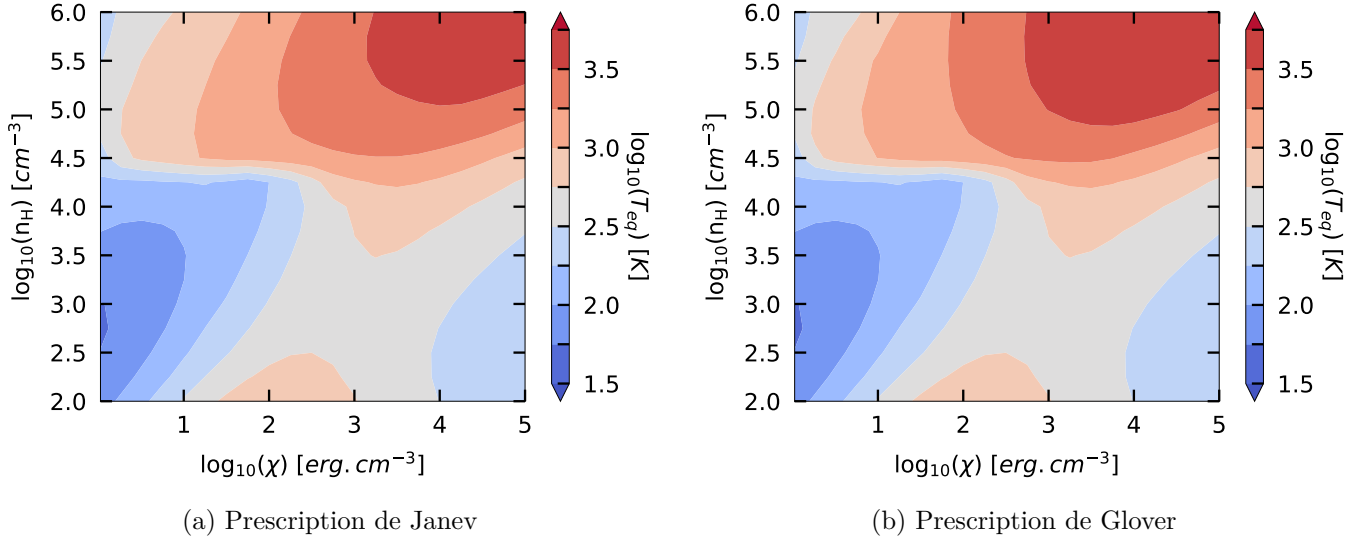 6.0
5.5
5.0
4.5
4.0
3.5
3.0
2.5
2.0
log₁₀(n_H) [cm⁻³]
1 2 3 4 5
log₁₀(χ) [erg.cm⁻³]
3.5
3.0
2.5
2.0
1.5
log₁₀(T_eq) [K]
(a) Prescription de Janev
6.0
5.5
5.0
4.5
4.0
3.5
3.0
2.5
2.0
log₁₀(n_H) [cm⁻³]
1 2 3 4 5
log₁₀(χ) [erg.cm⁻³]
3.5
3.0
2.5
2.0
1.5
log₁₀(T_eq) [K]
(b) Prescription de Glover